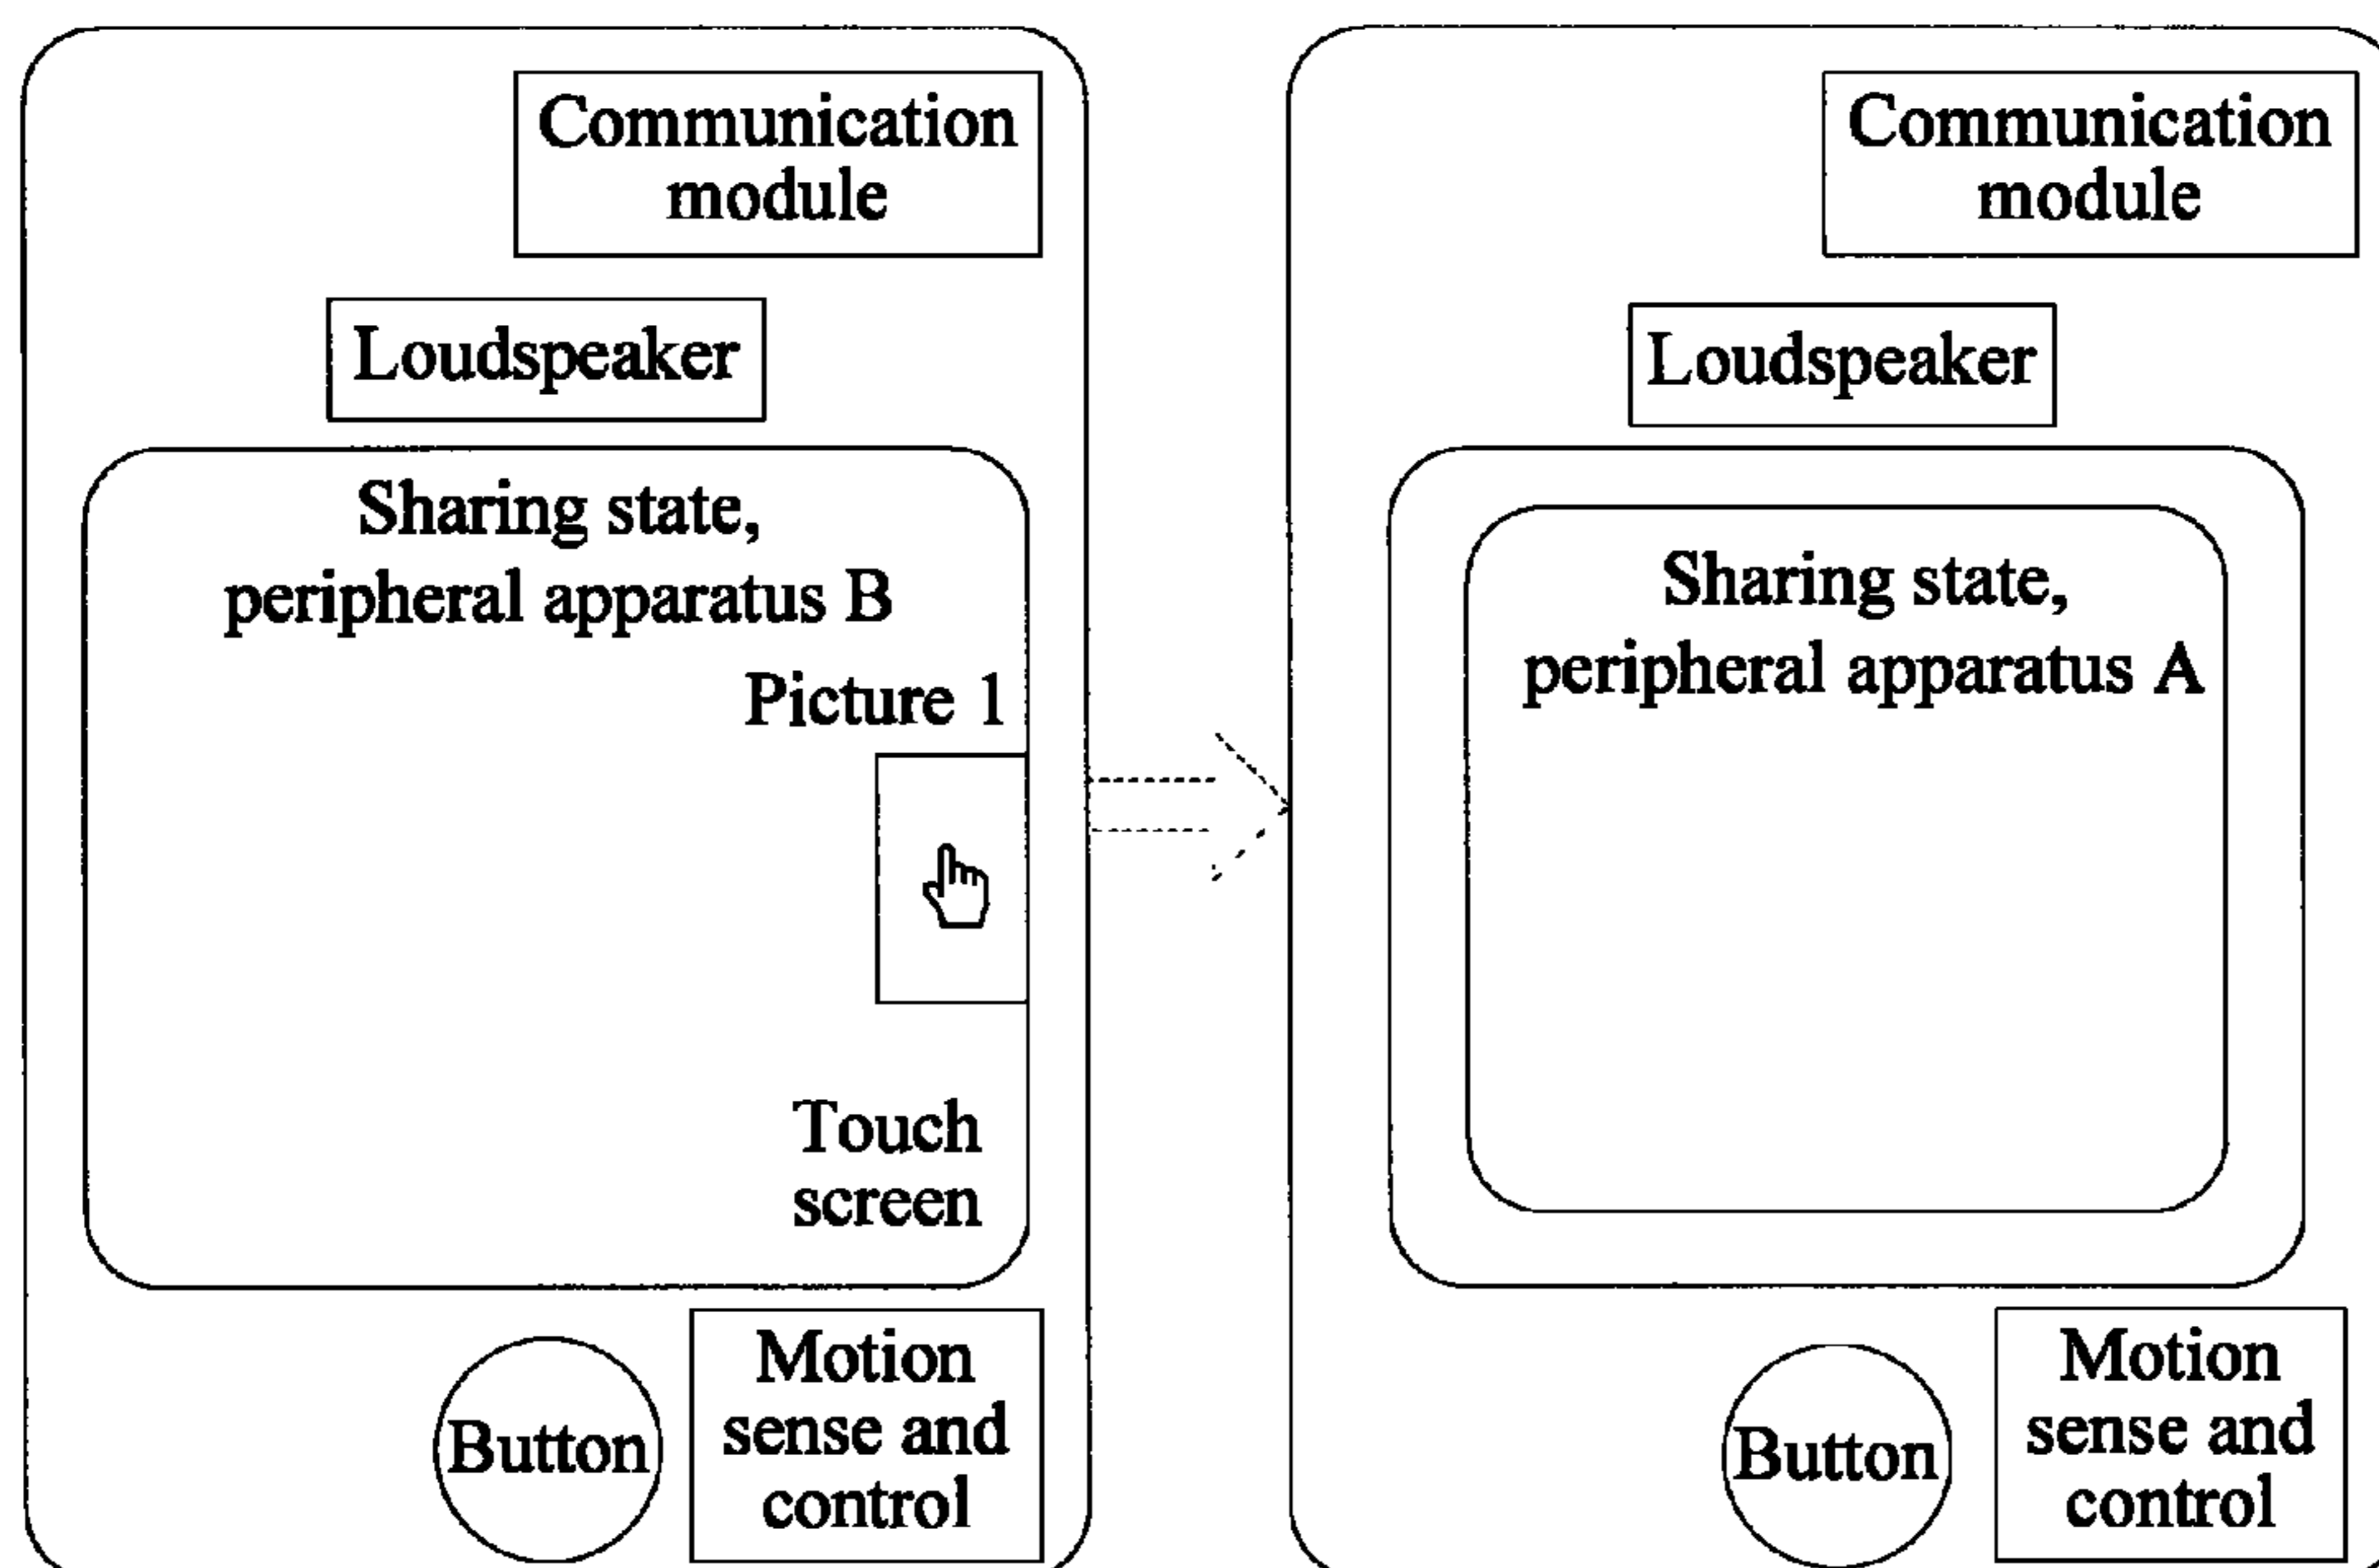 Communication
module
Loudspeaker
Sharing state,
peripheral apparatus B
Picture 1
Touch
screen
Button
Motion
sense and
control
Communication
module
Loudspeaker
Sharing state,
peripheral apparatus A
Button
Motion
sense and
control